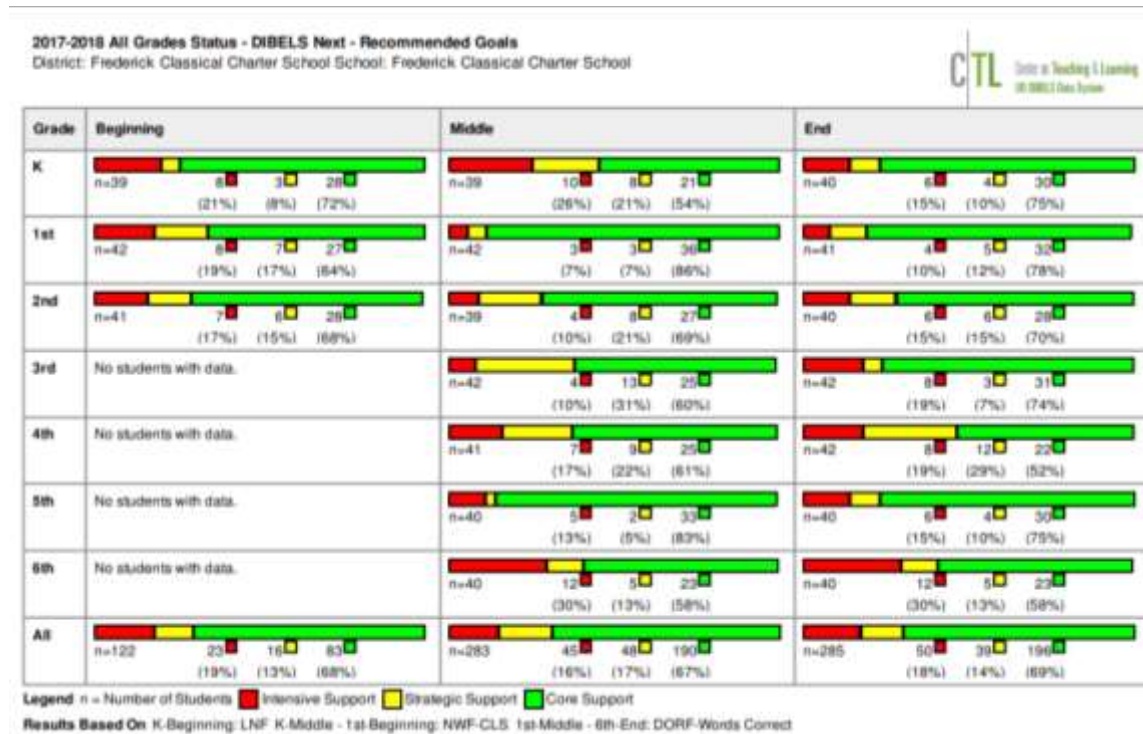 2017-2018 All Grades Status - DIBELS Next - Recommended Goals
District: Frederick Classical Charter School School: Frederick Classical Charter School
CTL Center on Teaching & Learning
UO DIBELS Data System
Grade Beginning Middle End
K
n=39 8 3 28
(21%) (8%) (72%)
n=39 10 8 21
(26%) (21%) (54%)
n=40 6 4 30
(15%) (10%) (75%)
1st
n=42 8 7 27
(19%) (17%) (64%)
n=42 3 3 36
(7%) (7%) (86%)
n=41 4 5 32
(10%) (12%) (78%)
2nd
n=41 7 6 28
(17%) (15%) (68%)
n=39 4 8 27
(10%) (21%) (69%)
n=40 6 6 28
(15%) (15%) (70%)
3rd
No students with data.
n=42 4 13 25
(10%) (31%) (60%)
n=42 8 3 31
(19%) (7%) (74%)
4th
No students with data.
n=41 7 9 25
(17%) (22%) (61%)
n=42 8 12 22
(19%) (29%) (52%)
5th
No students with data.
n=40 5 2 33
(13%) (5%) (83%)
n=40 6 4 30
(15%) (10%) (75%)
6th
No students with data.
n=40 12 5 23
(30%) (13%) (58%)
n=40 12 5 23
(30%) (13%) (58%)
All
n=122 23 16 83
(19%) (13%) (68%)
n=283 45 48 190
(16%) (17%) (67%)
n=285 50 39 196
(18%) (14%) (69%)
Legend n = Number of Students Intensive Support Strategic Support Core Support
Results Based On K-Beginning: LNF K-Middle - 1st-Beginning: NWF-CLS 1st-Middle - 6th-End: DORF-Words Correct